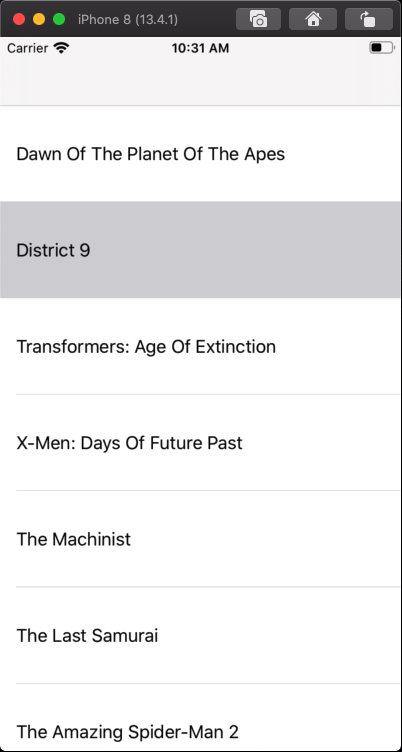 iPhone 8 (13.4.1)
Carrier 10:31 AM
Dawn Of The Planet Of The Apes
District 9
Transformers: Age Of Extinction
X-Men: Days Of Future Past
The Machinist
The Last Samurai
The Amazing Spider-Man 2